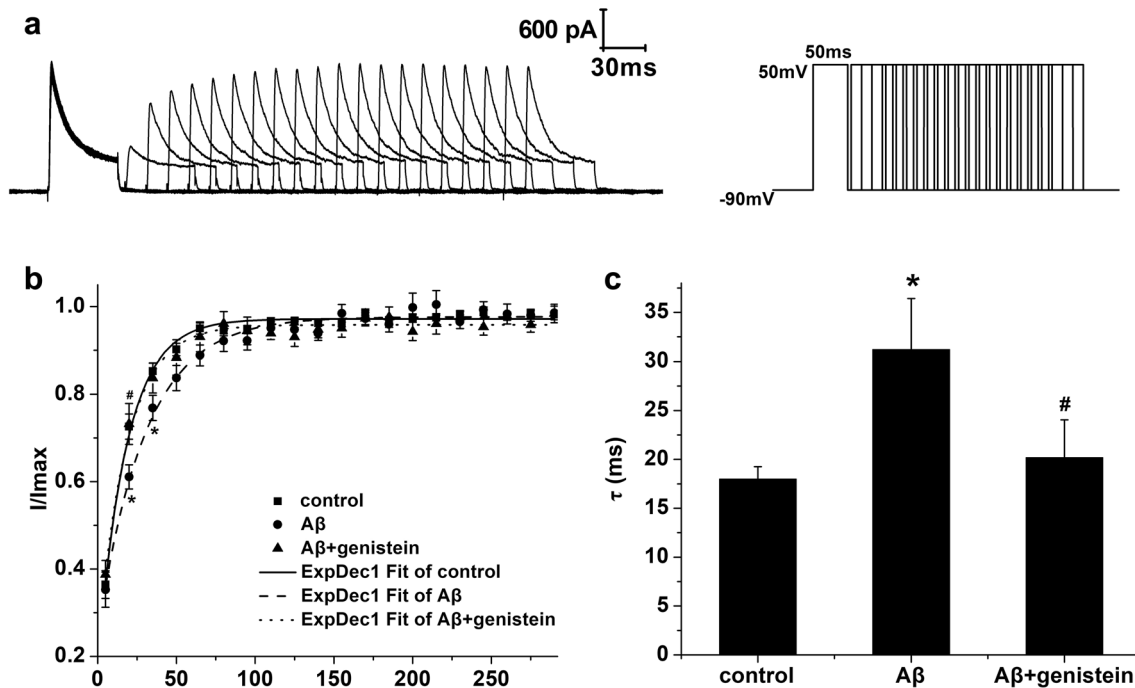 a
600 pA
30ms
50ms
50mV
-90mV
b
I/Imax
1.0
0.8
0.6
0.4
0.2
#
*
*
control
Aβ
Aβ+genistein
ExpDec1 Fit of control
ExpDec1 Fit of Aβ
ExpDec1 Fit of Aβ+genistein
0 50 100 150 200 250
c
τ (ms)
35
30
25
20
15
10
5
0
*
#
control Aβ Aβ+genistein